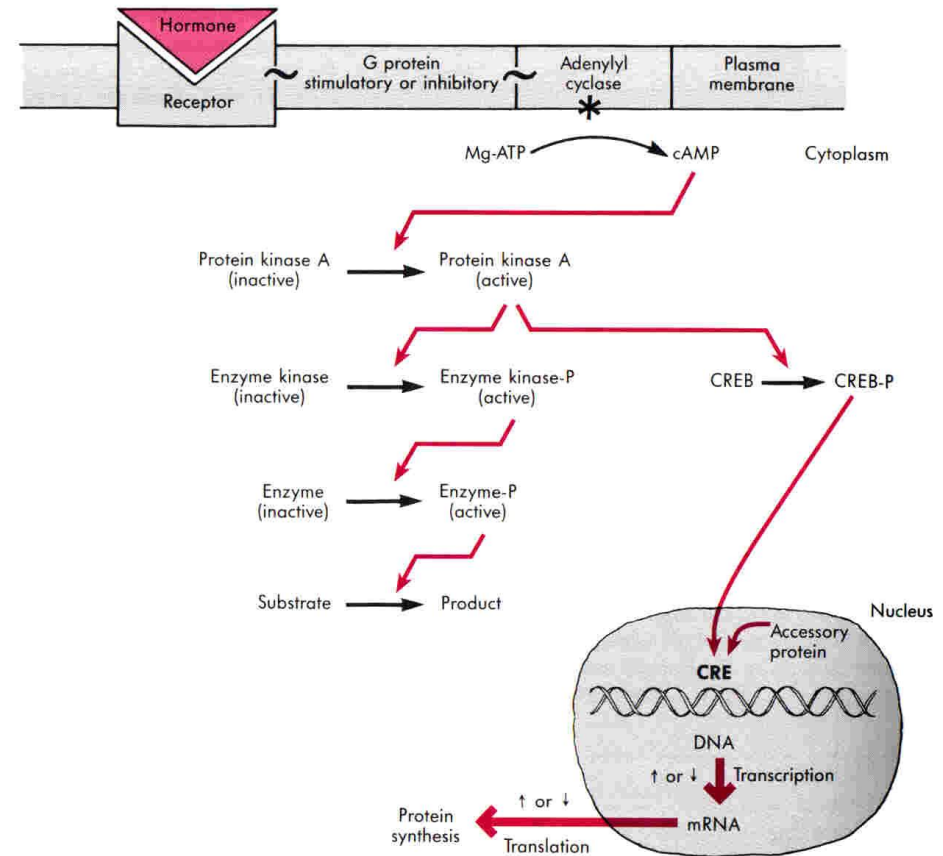 Hormone
Receptor
G protein
stimulatory or inhibitory
Adenylyl
cyclase
*
Plasma
membrane
Mg-ATP
cAMP
Cytoplasm
Protein kinase A
(inactive)
Protein kinase A
(active)
Enzyme kinase
(inactive)
Enzyme kinase-P
(active)
CREB
CREB-P
Enzyme
(inactive)
Enzyme-P
(active)
Substrate
Product
Nucleus
Accessory
protein
CRE
DNA
↑ or ↓
Transcription
mRNA
↑ or ↓
Translation
Protein
synthesis